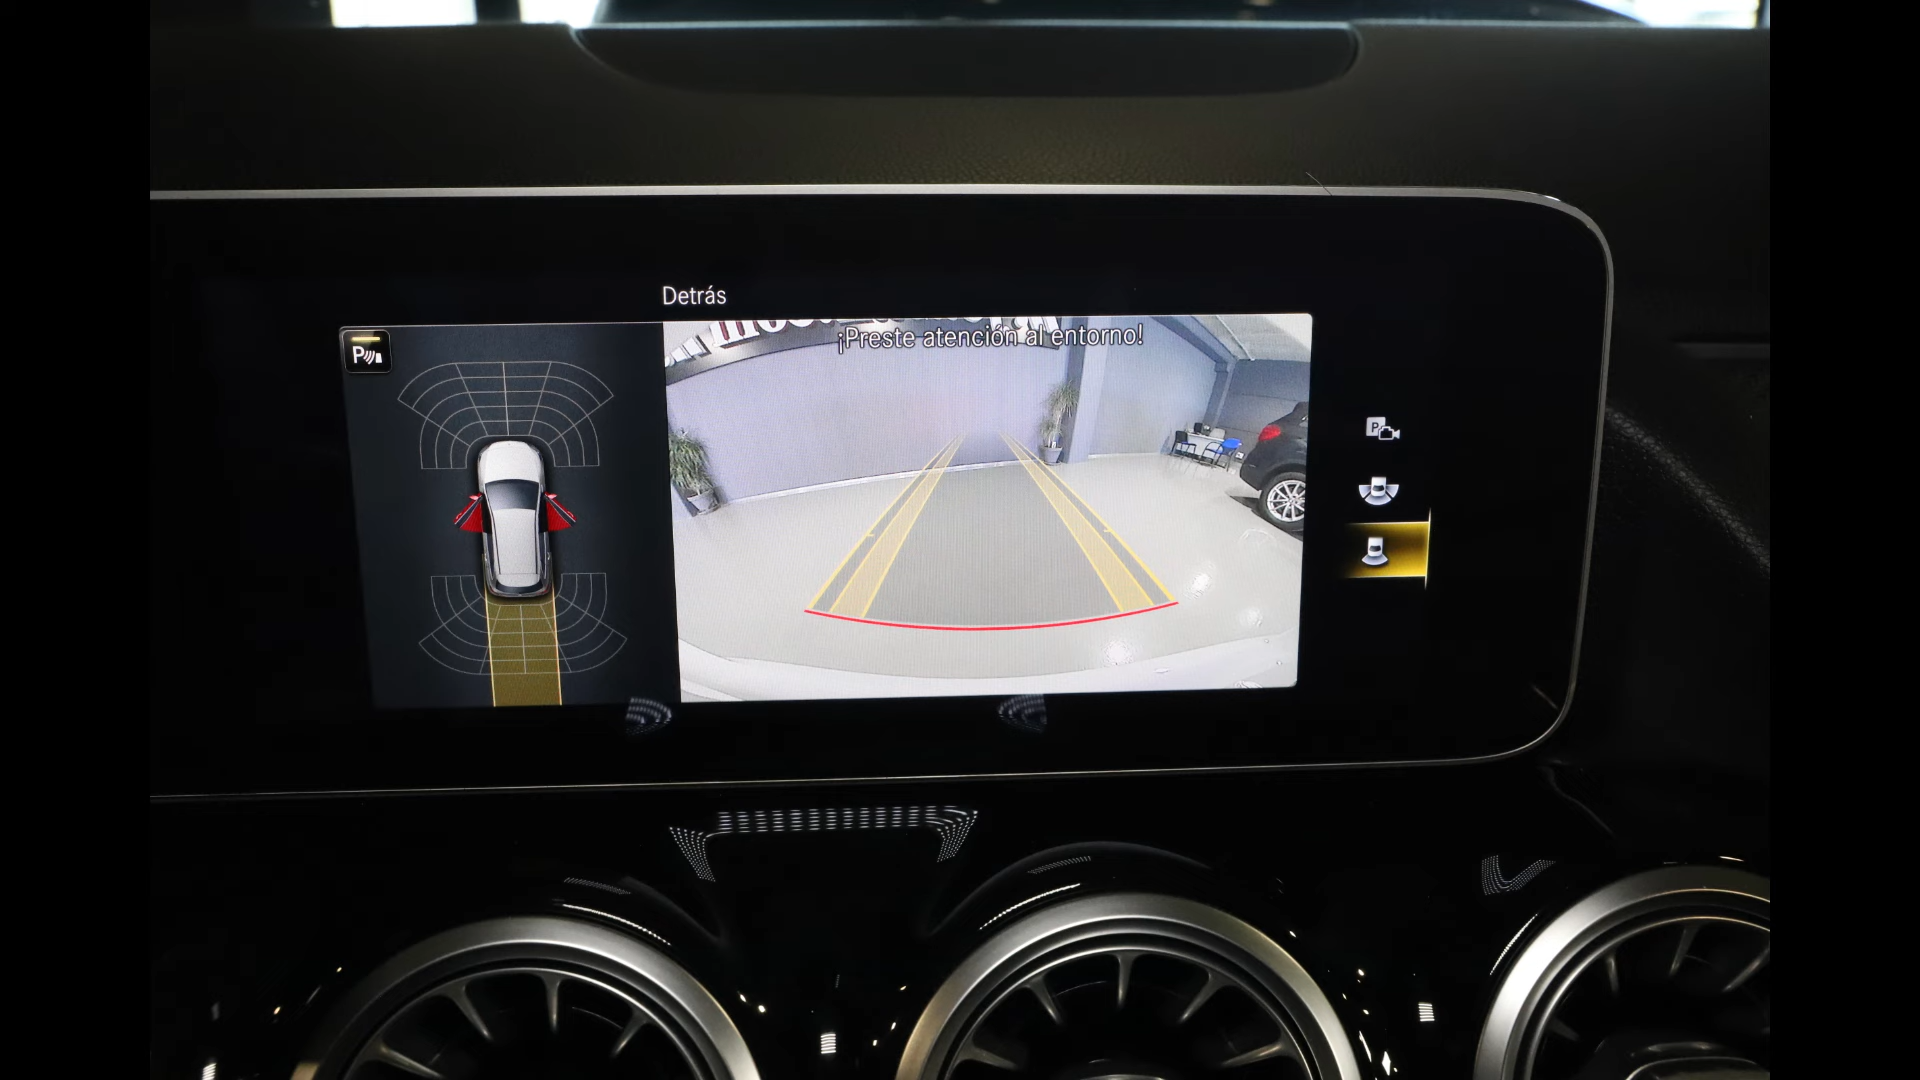 Detrás
¡Preste atención al entorno!
P
P